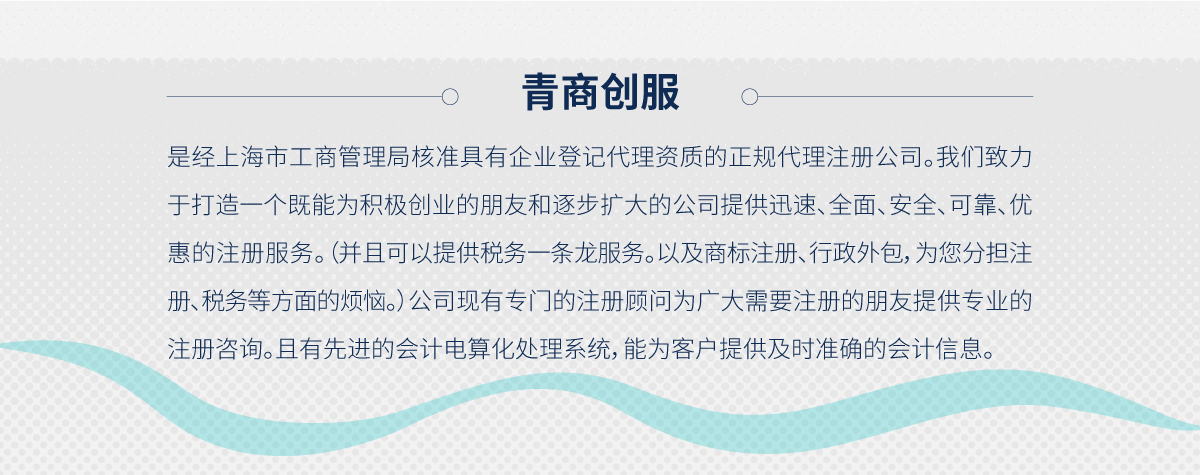 青商创服
是经上海市工商管理局核准具有企业登记代理资质的正规代理注册公司。我们致力
于打造一个既能为积极创业的朋友和逐步扩大的公司提供迅速、全面、安全、可靠、优
惠的注册服务。（并且可以提供税务一条龙服务。以及商标注册、行政外包，为您分担注
册、税务等方面的烦恼。）公司现有专门的注册顾问为广大需要注册的朋友提供专业的
注册咨询。且有先进的会计电算化处理系统，能为客户提供及时准确的会计信息。